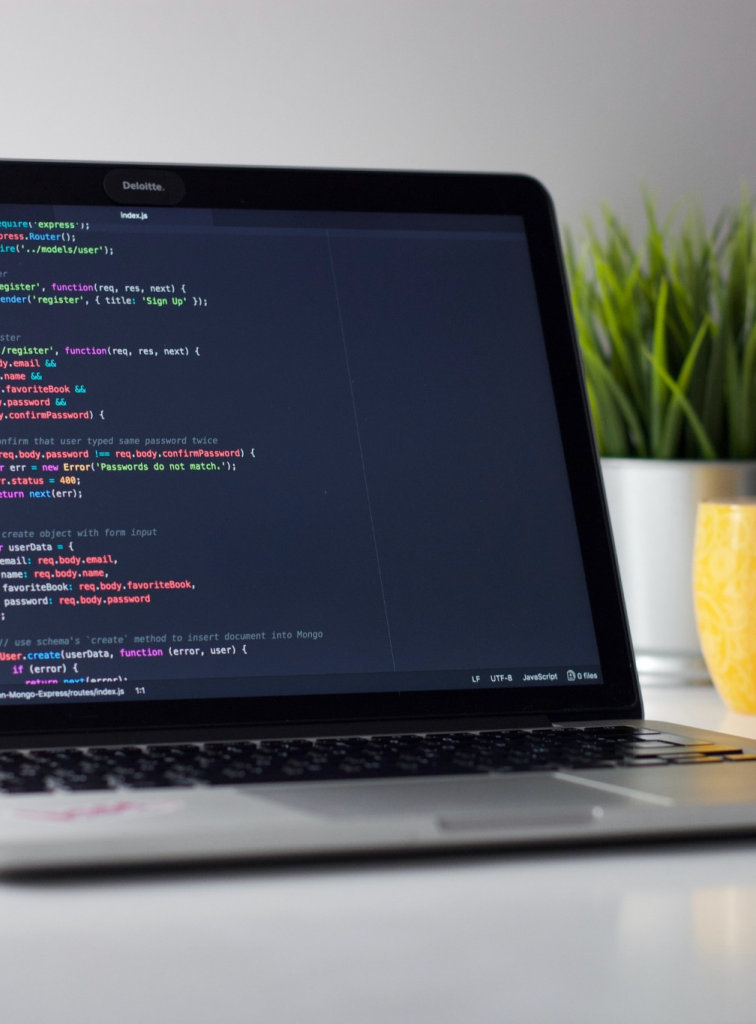 Deloitte.
index.js
equire('express');
press.Router();
ire('../models/user');
er
egister', function(req, res, next) {
ender('register', { title: 'Sign Up' });
ster
'/register', function(req, res, next) {
dy.email &&
.name &&
.favoriteBook &&
.password &&
y.confirmPassword) {
onfirm that user typed same password twice
req.body.password !== req.body.confirmPassword) {
r err = new Error('Passwords do not match.');
rr.status = 400;
eturn next(err);
create object with form input
r userData = {
email: req.body.email,
name: req.body.name,
favoriteBook: req.body.favoriteBook,
password: req.body.password
;
// use schema's `create` method to insert document into Mongo
User.create(userData, function (error, user) {
if (error) {
return next(error);
n-Mongo-Express/routes/index.js 1:1 LF UTF-8 JavaScript 0 files